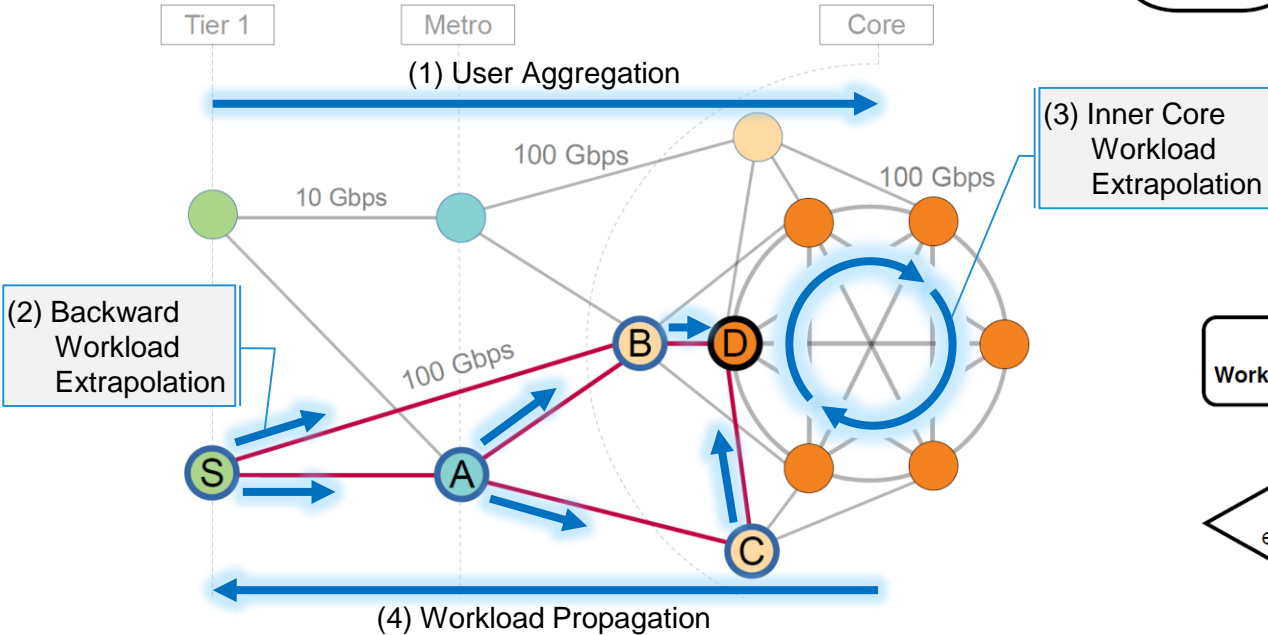 Tier 1
Metro
Core
(1) User Aggregation
(3) Inner Core
Workload
Extrapolation
100 Gbps
100 Gbps
10 Gbps
(2) Backward
Workload
Extrapolation
100 Gbps
B
D
Work
S
A
C
e
(4) Workload Propagation